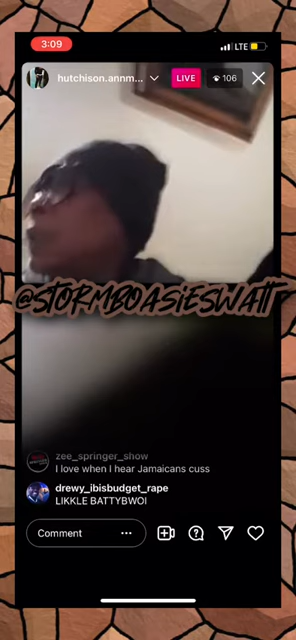 3:09
LTE
hutchison.annm...
LIVE
106
@STORMBOASIESWATT
zee_springer_show
I love when I hear Jamaicans cuss
drewy_ibisbudget_rape
LIKKLE BATTYBWOI
Comment